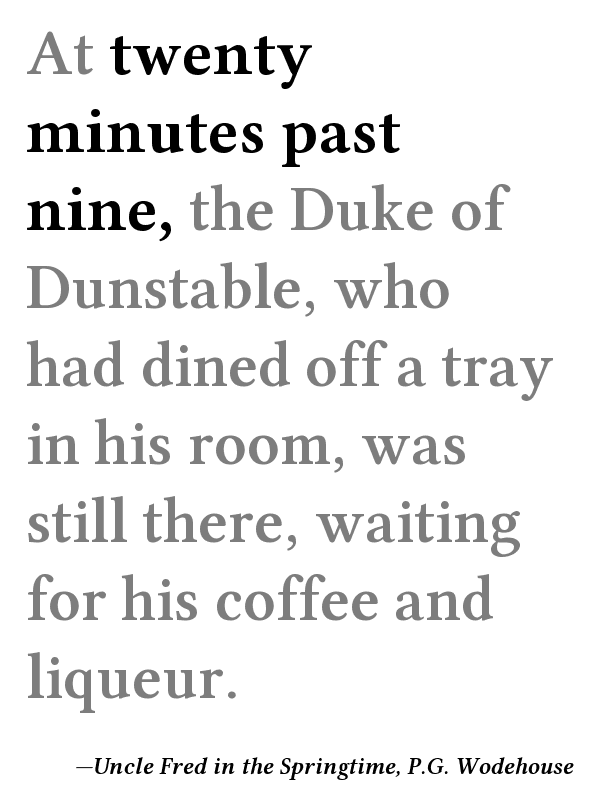 At twenty
minutes past
nine, the Duke of
Dunstable, who
had dined off a tray
in his room, was
still there, waiting
for his coffee and
liqueur.
—Uncle Fred in the Springtime, P.G. Wodehouse